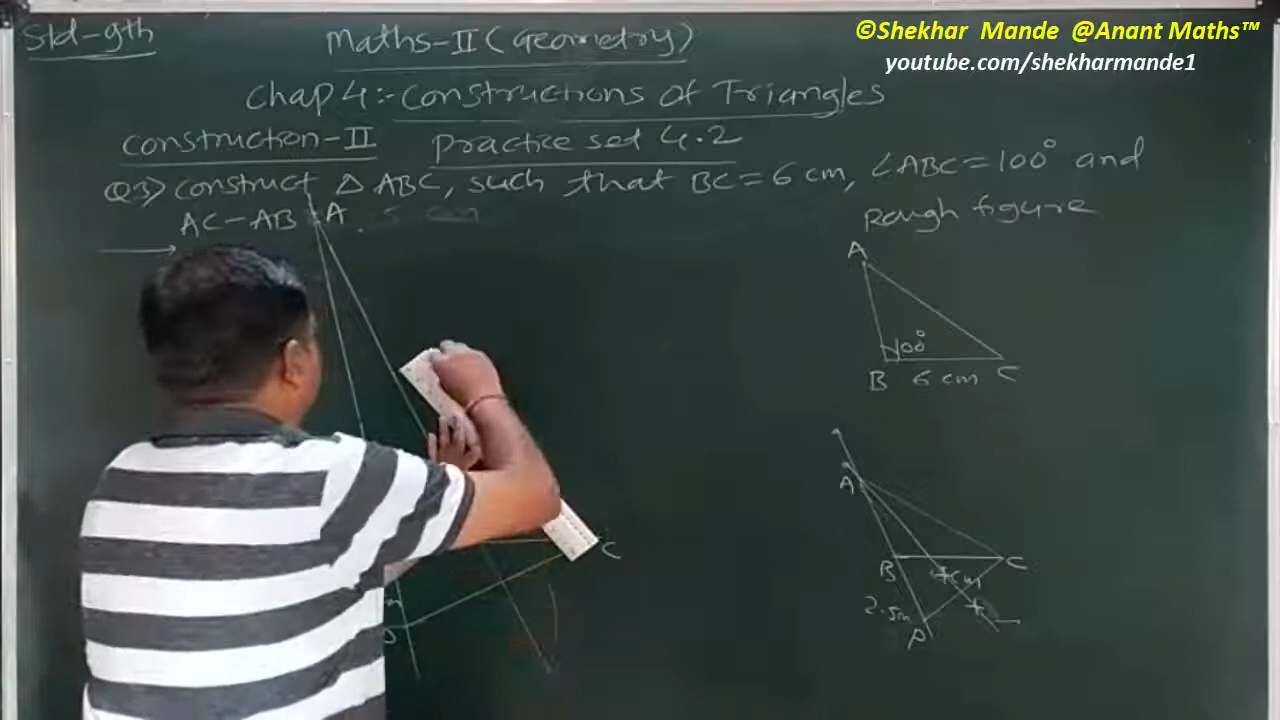 ©Shekhar Mande @Anant Maths™
youtube.com/shekharmande1
Std-9th
Maths-II (Geometry)
Chap 4:- Constructions of Triangles
Construction-II Practice set 4.2
Q3) Construct △ ABC, such that BC = 6 cm, ∠ABC = 100° and
AC - AB
cm
Rough figure
A
C
A
100°
B 6 cm C
A
B
C
2.5